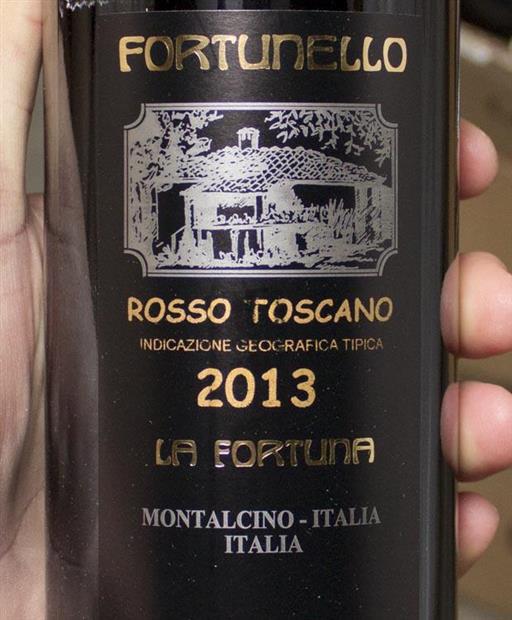 FORTUNELLO
ROSSO TOSCANO
INDICAZIONE GEOGRAFICA TIPICA
2013
LA FORTUNA
MONTALCINO - ITALIA
ITALIA